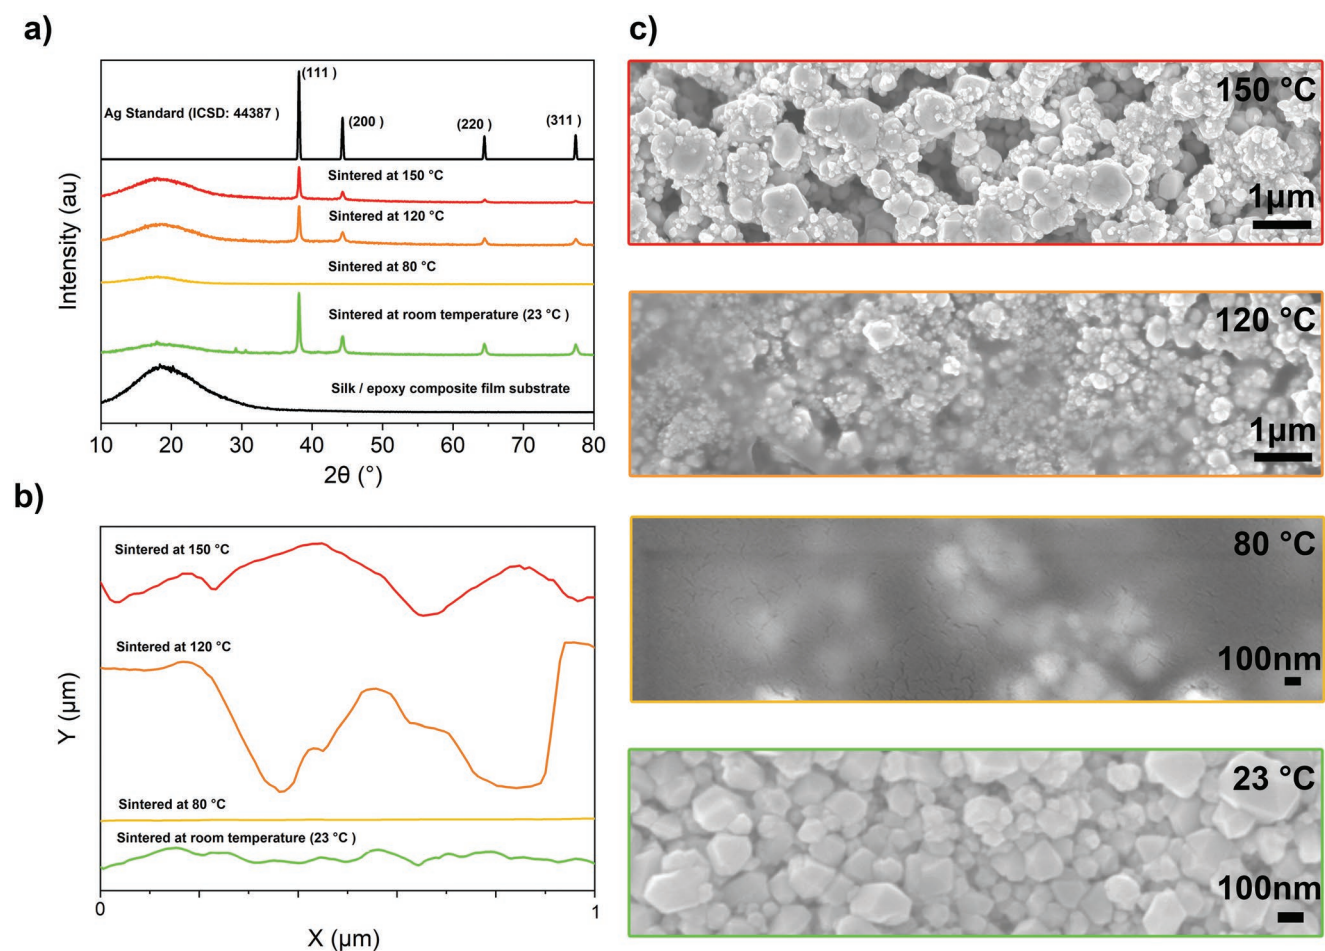 a)
Intensity (au)
Ag Standard (ICSD: 44387 )
(111 )
(200 )
(220 )
(311 )
Sintered at 150 °C
Sintered at 120 °C
Sintered at 80 °C
Sintered at room temperature (23 °C )
Silk / epoxy composite film substrate
10 20 30 40 50 60 70 80
2θ (°)
b)
Y (µm)
Sintered at 150 °C
Sintered at 120 °C
Sintered at 80 °C
Sintered at room temperature (23 °C )
0 1
X (µm)
c)
150 °C
1µm
120 °C
1µm
80 °C
100nm
23 °C
100nm